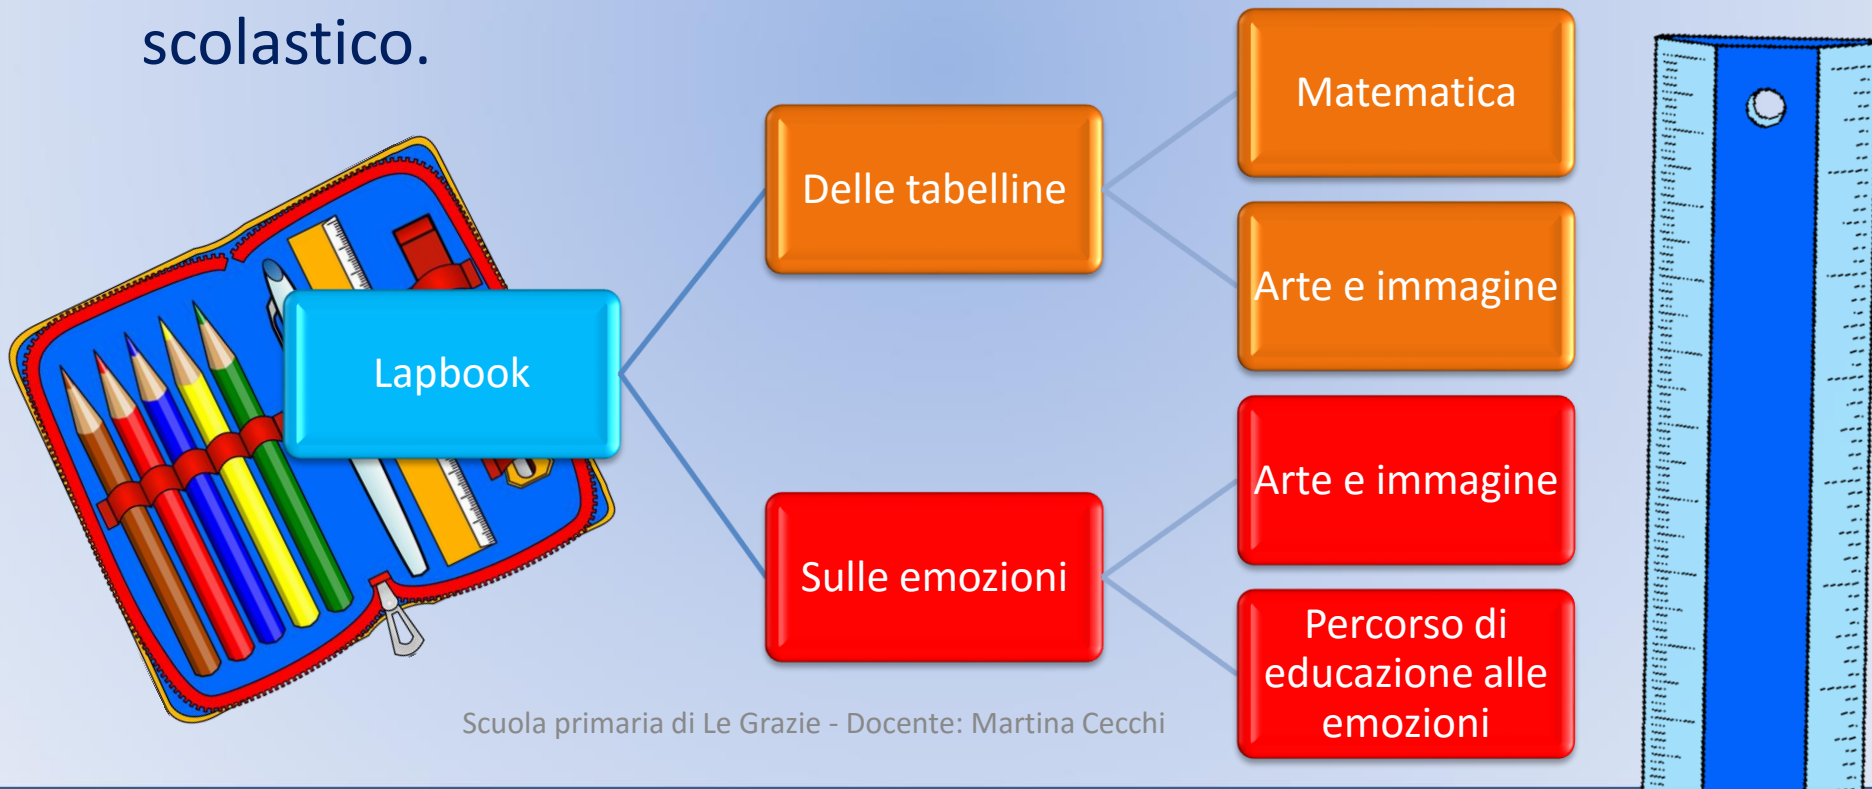 scolastico.
Lapbook
Delle tabelline
Matematica
Arte e immagine
Sulle emozioni
Arte e immagine
Percorso di
educazione alle
emozioni
Scuola primaria di Le Grazie - Docente: Martina Cecchi